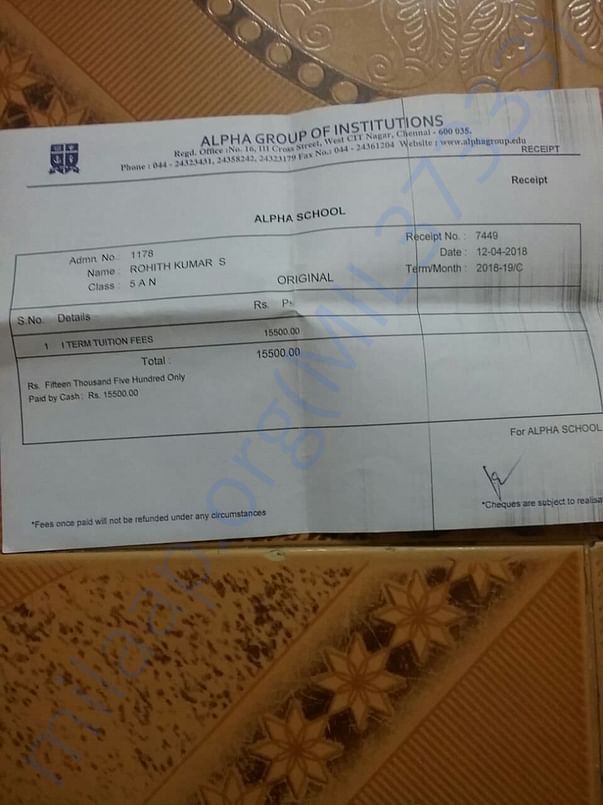 ALPHA GROUP OF INSTITUTIONS
Regd. Office :No. 16, III Cross Street, West CIT Nagar, Chennai - 600 035.
Phone : 044 - 24323431, 24358242, 24323179 Fax No.: 044 - 24361204 Website : www.alphagroup.edu
RECEIPT
Receipt
ALPHA SCHOOL
Admn No. : 1178
Receipt No. : 7449
Name : ROHITH KUMAR S
Date : 12-04-2018
Class : 5 A N
ORIGINAL
Term/Month : 2018-19/C
S.No. Details Rs.
1 I TERM TUITION FEES 15500.00
Total : 15500.00
Rs. Fifteen Thousand Five Hundred Only
Paid by Cash : Rs. 15500.00
For ALPHA SCHOOL
*Cheques are subject to
*Fees once paid will not be refunded under any circumstances
milaap.org(MIL37333)